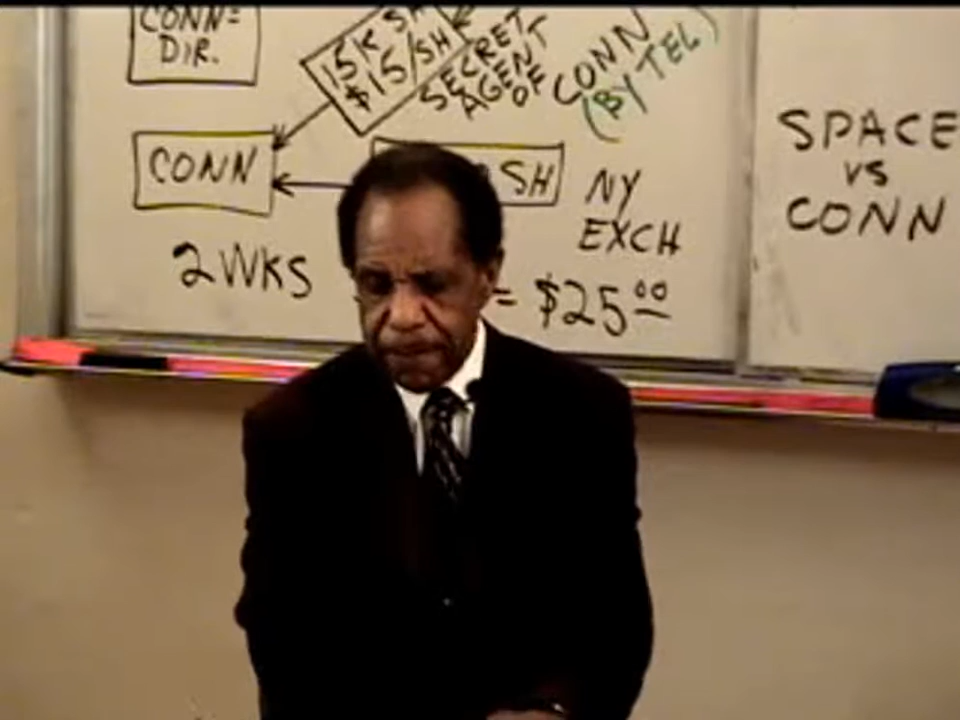 CONN=
DIR.
15K SH
$15/SH
SECRET
AGENT
OF
CONN
(BY TEL)
CONN
SH
NY
EXCH
2WKS
= $25.00
SPACE
vs
CONN